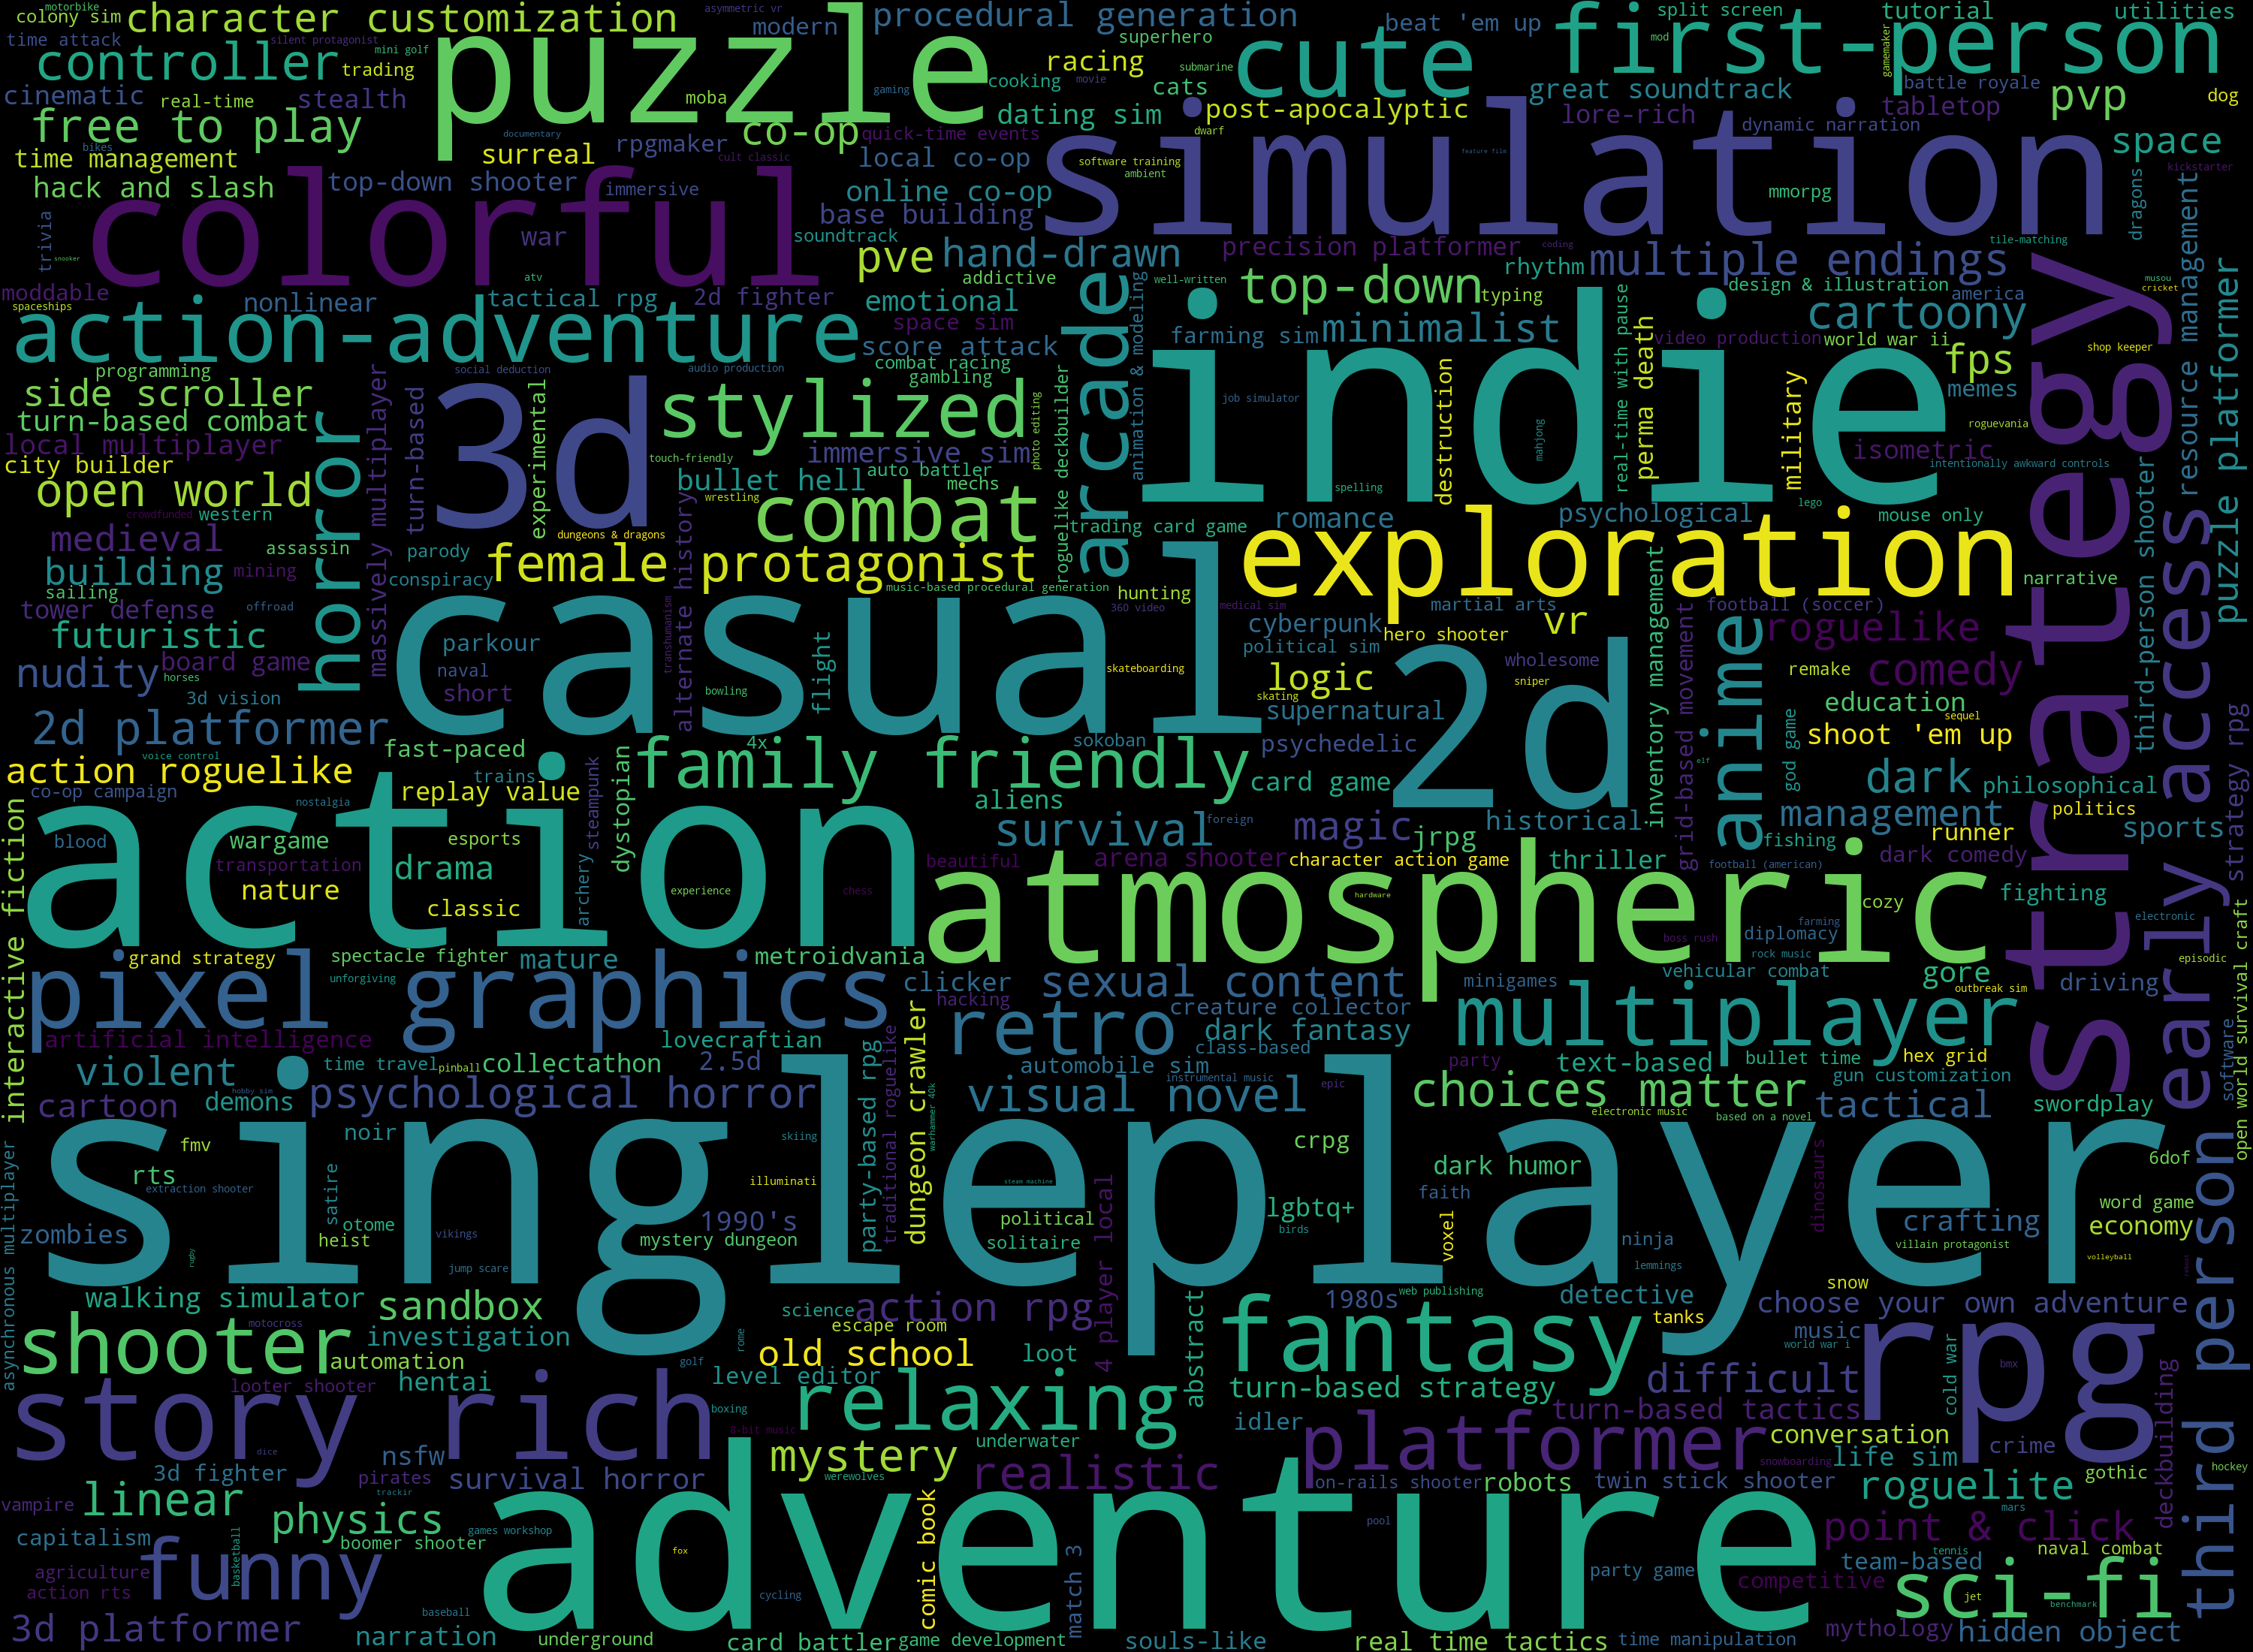 motorbike
colony sim
character customization
asymmetric vr
modern
procedural generation
beat 'em up
split screen
tutorial
utilities
time attack
silent protagonist
mini golf
puzzle
superhero
cute
first-person
mod
gamemaker
controller
trading
racing
submarine
movie
cooking
cats
gaming
cinematic
real-time
stealth
moba
dating sim
post-apocalyptic
great soundtrack
battle royale
lore-rich
tabletop
pvp
dog
free to play
documentary
co-op
quick-time events
dwarf
dynamic narration
space
bikes
time management
surreal
rpgmaker
cult classic
local co-op
software training
ambient
simulation
feature film
kickstarter
hack and slash
top-down shooter
immersive
online co-op
mmorpg
dragons
colorful
base building
trivia
war
soundtrack
pve
hand-drawn
precision platformer
coding
tile-matching
resource management
snooker
rhythm
multiple endings
moddable
nonlinear
atv
tactical rpg
2d fighter
addictive
emotional
well-written
top-down
typing
design & illustration
america
musou
cricket
spaceships
action-adventure
space sim
score attack
arcade
animation & modeling
farming sim
minimalist
real-time with pause
video production
world war ii
cartoony
shop keeper
puzzle platformer
programming
social deduction
audio production
combat racing
gambling
indie
perma death
fps
memes
strategy
side scroller
turn-based combat
massively multiplayer
turn-based
3d
experimental
stylized
photo editing
roguelike deckbuilder
job simulator
mahjong
destruction
military
roguevania
local multiplayer
horror
immersive sim
isometric
city builder
touch-friendly
bullet hell
auto battler
mechs
spelling
intentionally awkward controls
open world
wrestling
combat
lego
crowdfunded
western
alternate history
trading card game
romance
psychological
mouse only
third-person shooter
early access
medieval
assassin
parody
dungeons & dragons
exploration
building
mining
conspiracy
female protagonist
music-based procedural generation
hunting
inventory management
narrative
sailing
tower defense
offroad
casual
transhumanism
360 video
medical sim
martial arts
football (soccer)
futuristic
parkour
flight
cyberpunk
hero shooter
vr
grid-based movement
anime
roguelike
nudity
board game
naval
political sim
wholesome
remake
comedy
horses
3d vision
short
bowling
skateboarding
logic
skating
sniper
2d
education
2d platformer
supernatural
sequel
strategy rpg
voice control
fast-paced
4x
sokoban
psychedelic
elf
god game
shoot 'em up
action roguelike
trains
steampunk
dystopian
family friendly
card game
dark
philosophical
co-op campaign
nostalgia
replay value
aliens
management
politics
interactive fiction
action
blood
wargame
esports
survival
foreign
magic
jrpg
historical
fishing
runner
sports
transportation
drama
archery
beautiful
arena shooter
character action game
thriller
football (american)
dark comedy
nature
experience
chess
atmospheric
hardware
fighting
classic
cozy
farming
electronic
open world survival craft
pixel graphics
grand strategy
spectacle fighter
mature
metroidvania
boss rush
diplomacy
rock music
episodic
unforgiving
clicker
sexual content
minigames
vehicular combat
gore
driving
hacking
retro
creature collector
multiplayer
outbreak sim
artificial intelligence
lovecraftian
dungeon crawler
dark fantasy
class-based
software
violent
time travel
pinball
collectathon
2.5d
party-based rpg
traditional roguelike
automobile sim
party
text-based
bullet time
hex grid
hobby sim
instrumental music
epic
gun customization
cartoon
demons
psychological horror
warhammer 40k
visual novel
choices matter
electronic music
based on a novel
tactical
swordplay
third person
asynchronous multiplayer
singleplayer
fmv
noir
skiing
crpg
rts
satire
illuminati
steam machine
dark humor
faith
dinosaurs
6dof
extraction shooter
zombies
otome
heist
vikings
1990's
political
4 player local
lgbtq+
word game
crafting
economy
rugby
mystery dungeon
solitaire
birds
voxel
ninja
villain protagonist
volleyball
jump scare
lemmings
robust
walking simulator
sandbox
science
action rpg
abstract
1980s
web publishing
detective
snow
choose your own adventure
shooter
motocross
investigation
rome
escape room
fantasy
tanks
music
world war i
rpg
automation
golf
old school
loot
cold war
bmx
story rich
looter shooter
hentai
level editor
relaxing
turn-based strategy
difficult
deckbuilding
boxing
8-bit music
idler
platformer
turn-based tactics
dice
nsfw
mystery
underwater
conversation
crime
3d fighter
pirates
survival horror
werewolves
realistic
on-rails shooter
robots
snowboarding
twin stick shooter
life sim
gothic
hockey
vampire
linear
trackir
adventure
comic book
roguelite
mars
capitalism
basketball
physics
boomer shooter
games workshop
pool
point & click
agriculture
funny
fox
match 3
party game
team-based
tennis
naval combat
action rts
cycling
competitive
sci-fi
jet
benchmark
3d platformer
narration
baseball
underground
card battler
game development
souls-like
real time tactics
time manipulation
mythology
hidden object